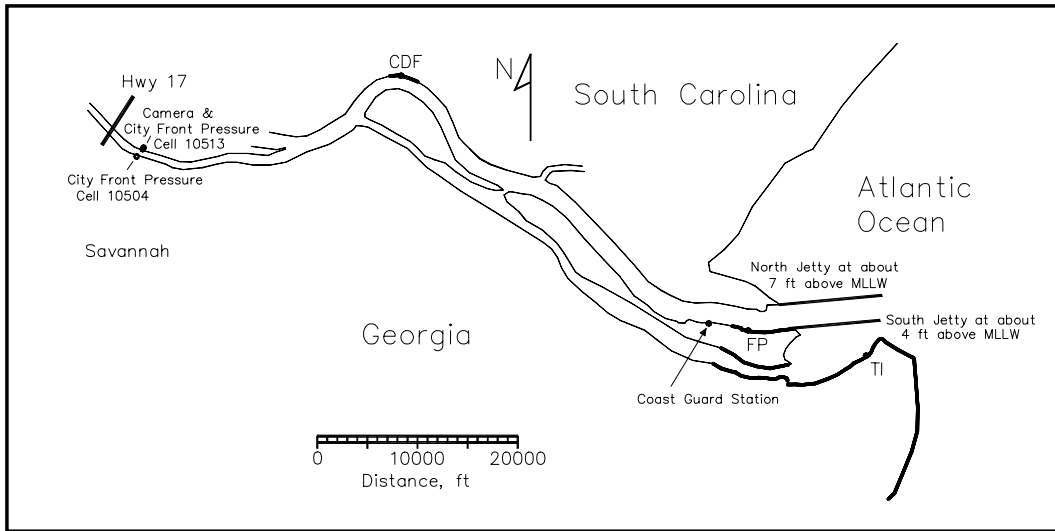 Hwy 17
Camera &
City Front Pressure
Cell 10513
City Front Pressure
Cell 10504
Savannah
CDF
N
South Carolina
Atlantic
Ocean
North Jetty at about
7 ft above MLLW
South Jetty at about
4 ft above MLLW
FP
TI
Coast Guard Station
Georgia
0 10000 20000
Distance, ft